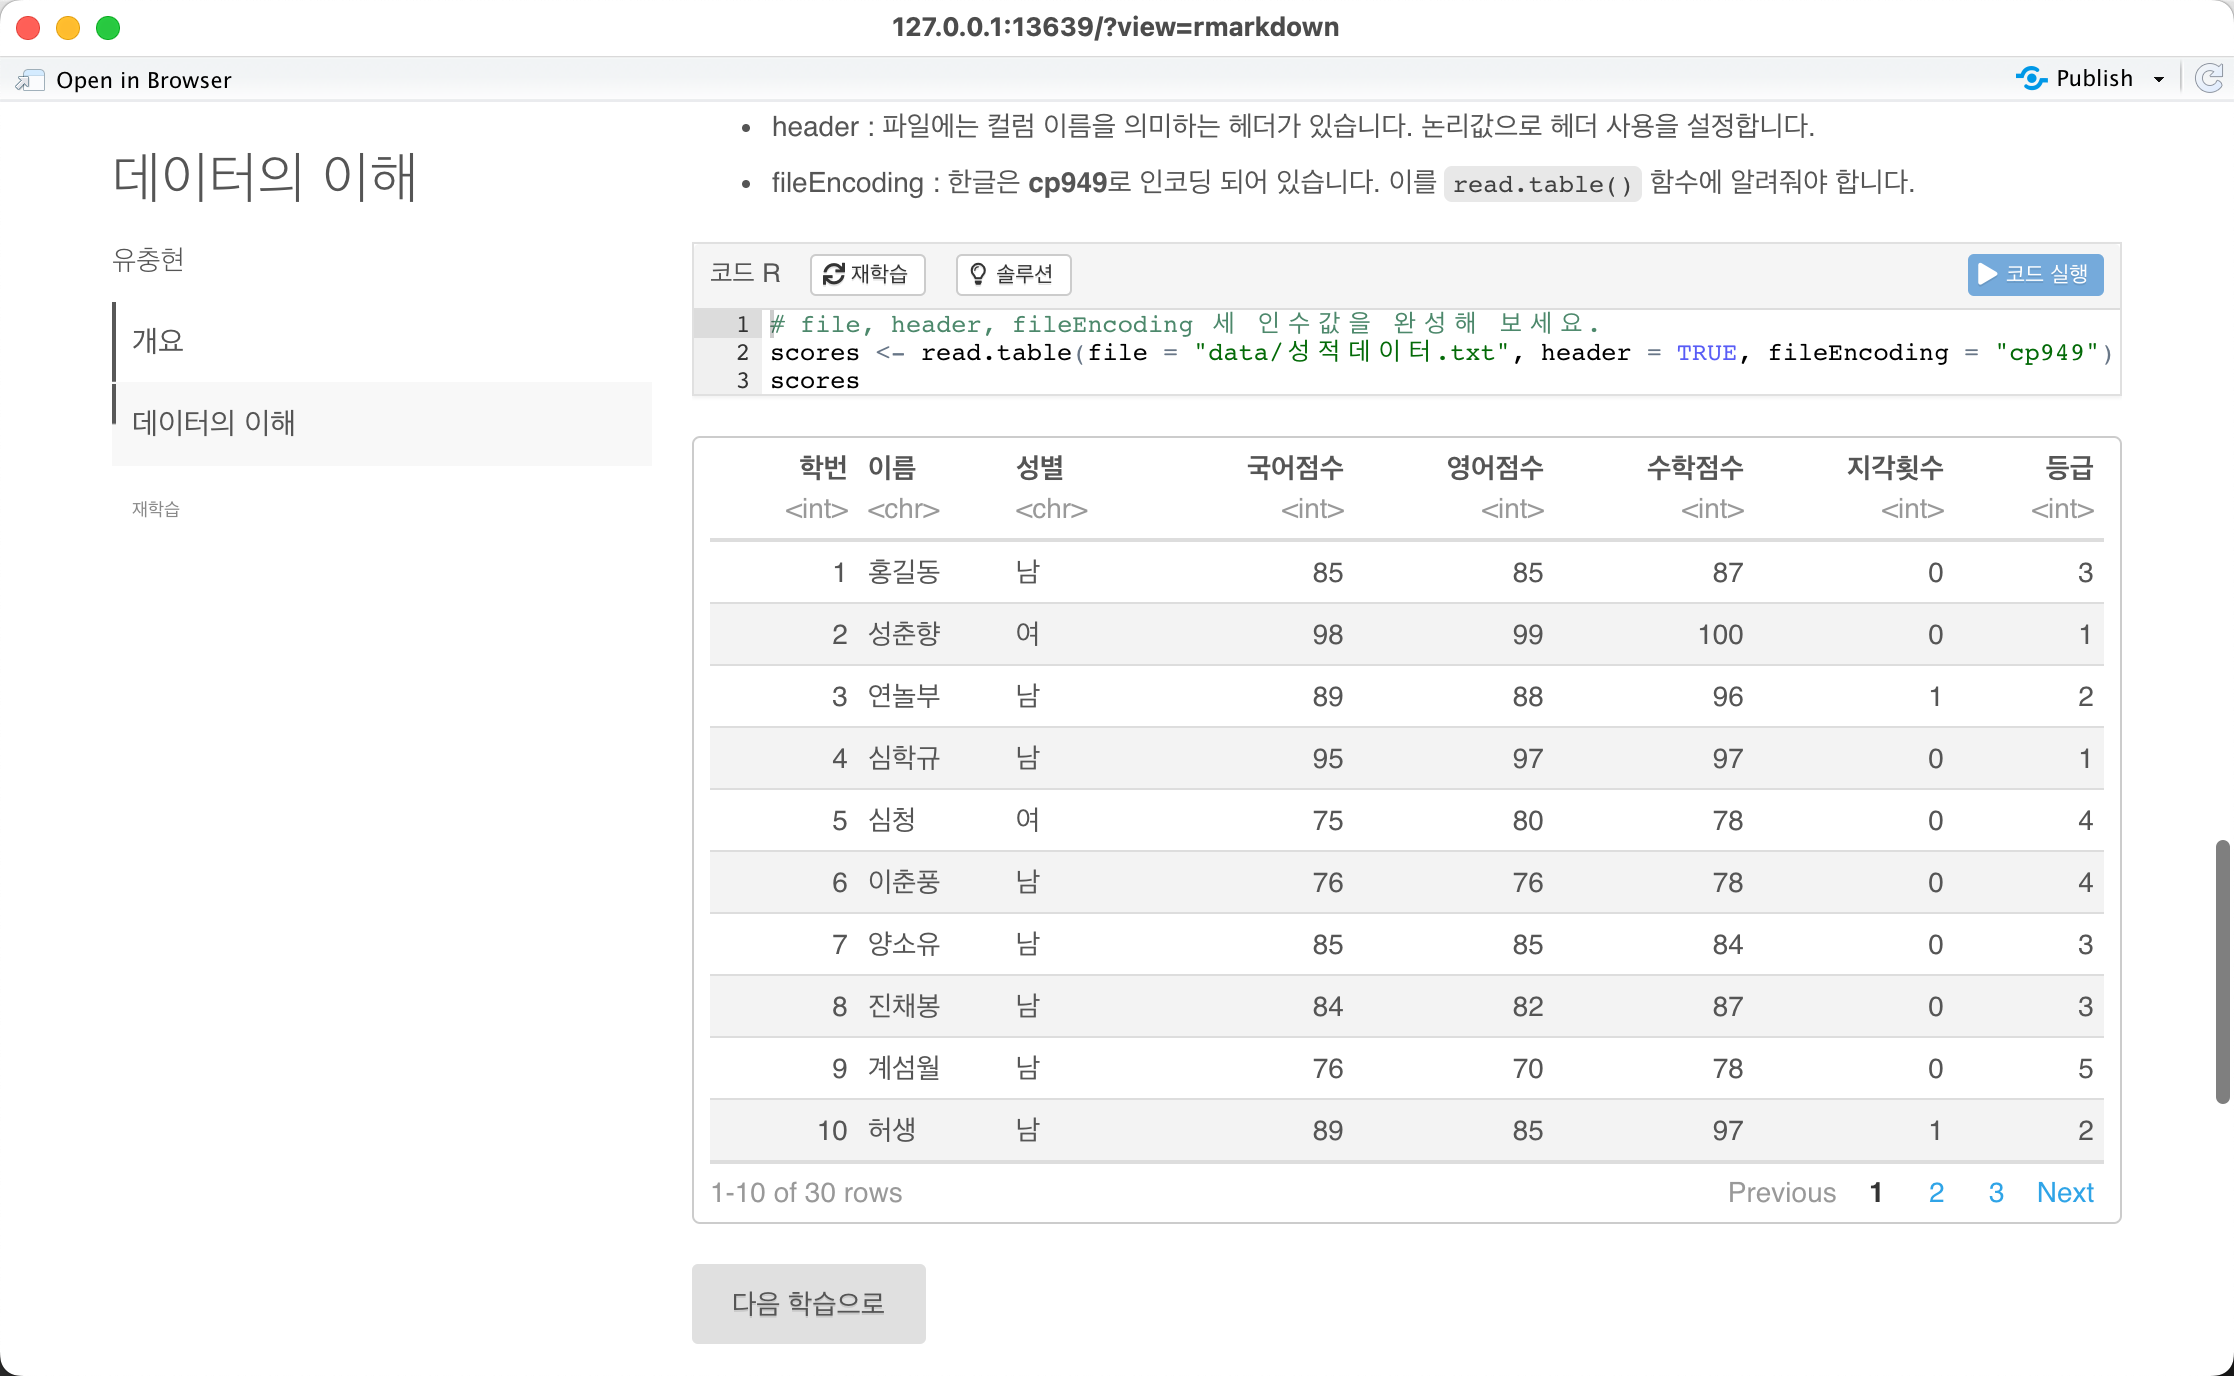 127.0.0.1:13639/?view=rmarkdown
Open in Browser
Publish
데이터의 이해
유충현
개요
데이터의 이해
재학습
header : 파일에는 컬럼 이름을 의미하는 헤더가 있습니다. 논리값으로 헤더 사용을 설정합니다.
fileEncoding : 한글은 cp949로 인코딩 되어 있습니다. 이를 read.table() 함수에 알려줘야 합니다.
코드 R 재학습 솔루션 코드 실행
1 # file, header, fileEncoding 세 인수값을 완성해 보세요.
2 scores <- read.table(file = "data/성적데이터.txt", header = TRUE, fileEncoding = "cp949")
3 scores
학번 이름 성별 국어점수 영어점수 수학점수 지각횟수 등급
<int> <chr> <chr> <int> <int> <int> <int> <int>
1 홍길동 남 85 85 87 0 3
2 성춘향 여 98 99 100 0 1
3 연놀부 남 89 88 96 1 2
4 심학규 남 95 97 97 0 1
5 심청 여 75 80 78 0 4
6 이춘풍 남 76 76 78 0 4
7 양소유 남 85 85 84 0 3
8 진채봉 남 84 82 87 0 3
9 계섬월 남 76 70 78 0 5
10 허생 남 89 85 97 1 2
1-10 of 30 rows Previous 1 2 3 Next
다음 학습으로